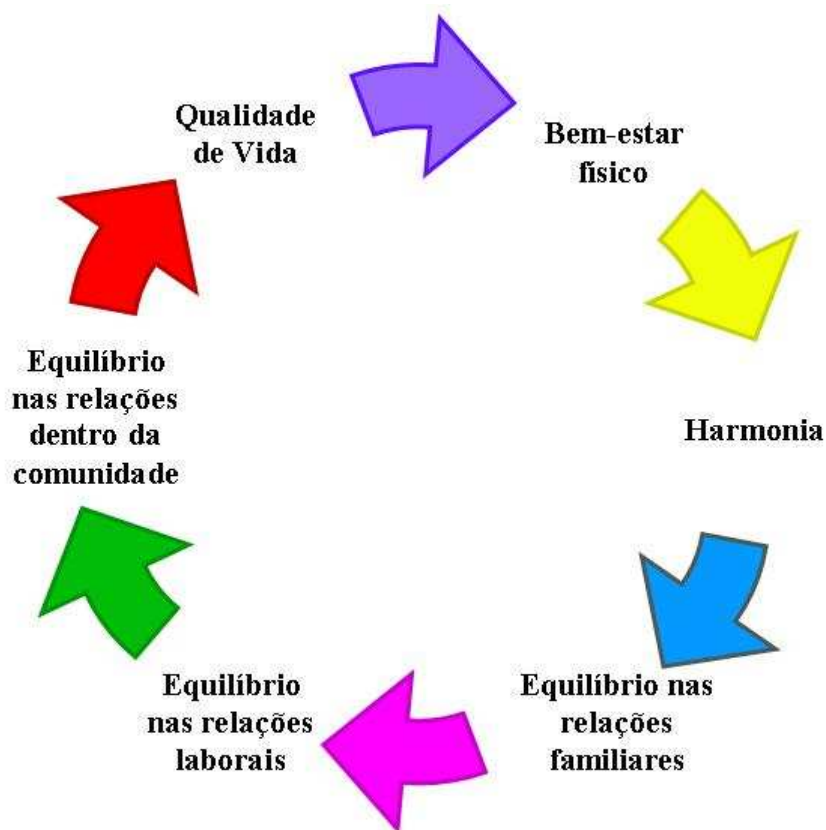 Qualidade
de Vida
Bem-estar
físico
Harmonia
Equilíbrio nas
relações
familiares
Equilíbrio
nas relações
laborais
Equilíbrio
nas relações
dentro da
comunidade